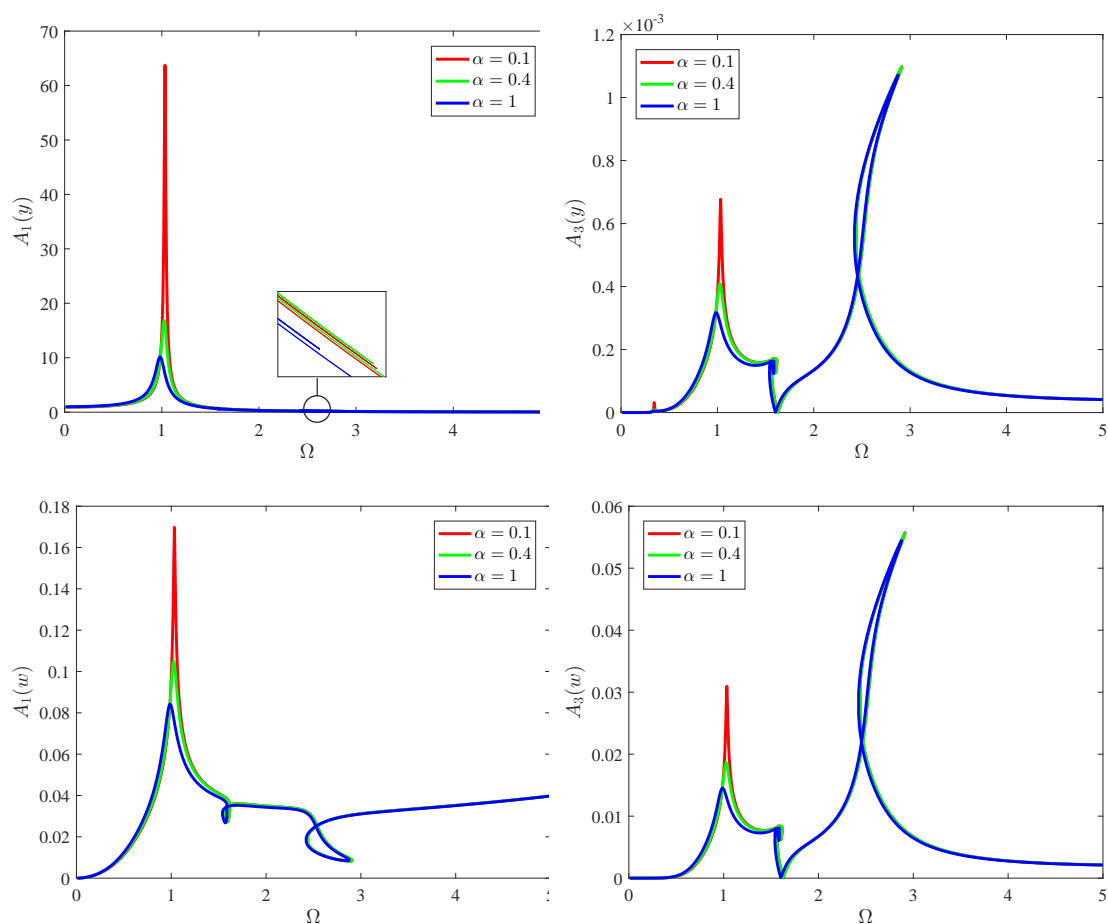 70
60
50
40
30
20
10
0
A₁(y)
α = 0.1
α = 0.4
α = 1
0 1 2 3 4
Ω
×10⁻³
1.2
1
0.8
0.6
0.4
0.2
0
A₃(y)
α = 0.1
α = 0.4
α = 1
0 1 2 3 4 5
Ω
0.18
0.16
0.14
0.12
0.1
0.08
0.06
0.04
0.02
0
A₁(w)
α = 0.1
α = 0.4
α = 1
0 1 2 3 4 5
Ω
0.06
0.05
0.04
0.03
0.02
0.01
0
A₃(w)
α = 0.1
α = 0.4
α = 1
0 1 2 3 4 5
Ω